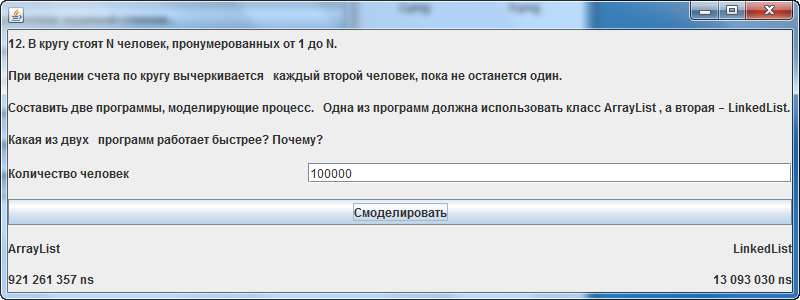 12. В кругу стоят N человек, пронумерованных от 1 до N.
При ведении счета по кругу вычеркивается каждый второй человек, пока не останется один.
Составить две программы, моделирующие процесс. Одна из программ должна использовать класс ArrayList , а вторая – LinkedList.
Какая из двух программ работает быстрее? Почему?
Количество человек 100000
Смоделировать
ArrayList LinkedList
921 261 357 ns 13 093 030 ns